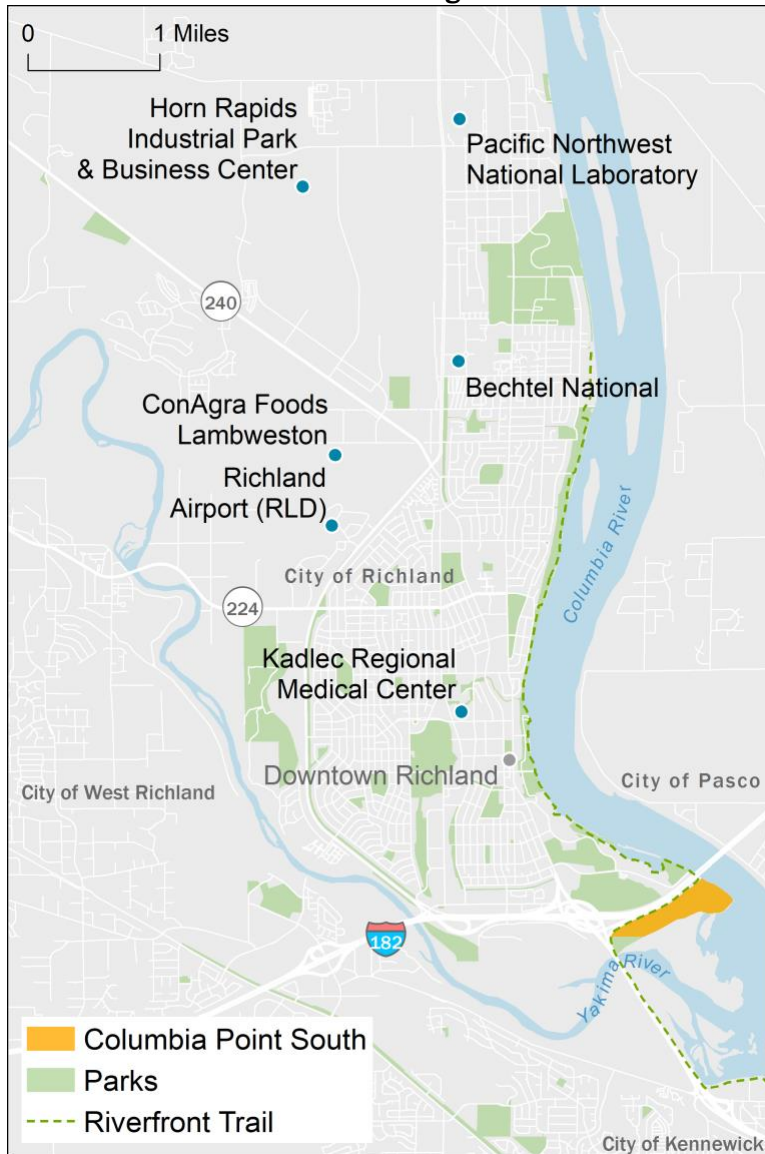 0 1 Miles
Horn Rapids
Industrial Park
& Business Center
Pacific Northwest
National Laboratory
240
Bechtel National
ConAgra Foods
Lambweston
Richland
Airport (RLD)
City of Richland
Columbia River
224
Kadlec Regional
Medical Center
Downtown Richland
City of Pasco
City of West Richland
182
Yakima River
Columbia Point South
Parks
Riverfront Trail
City of Kennewick